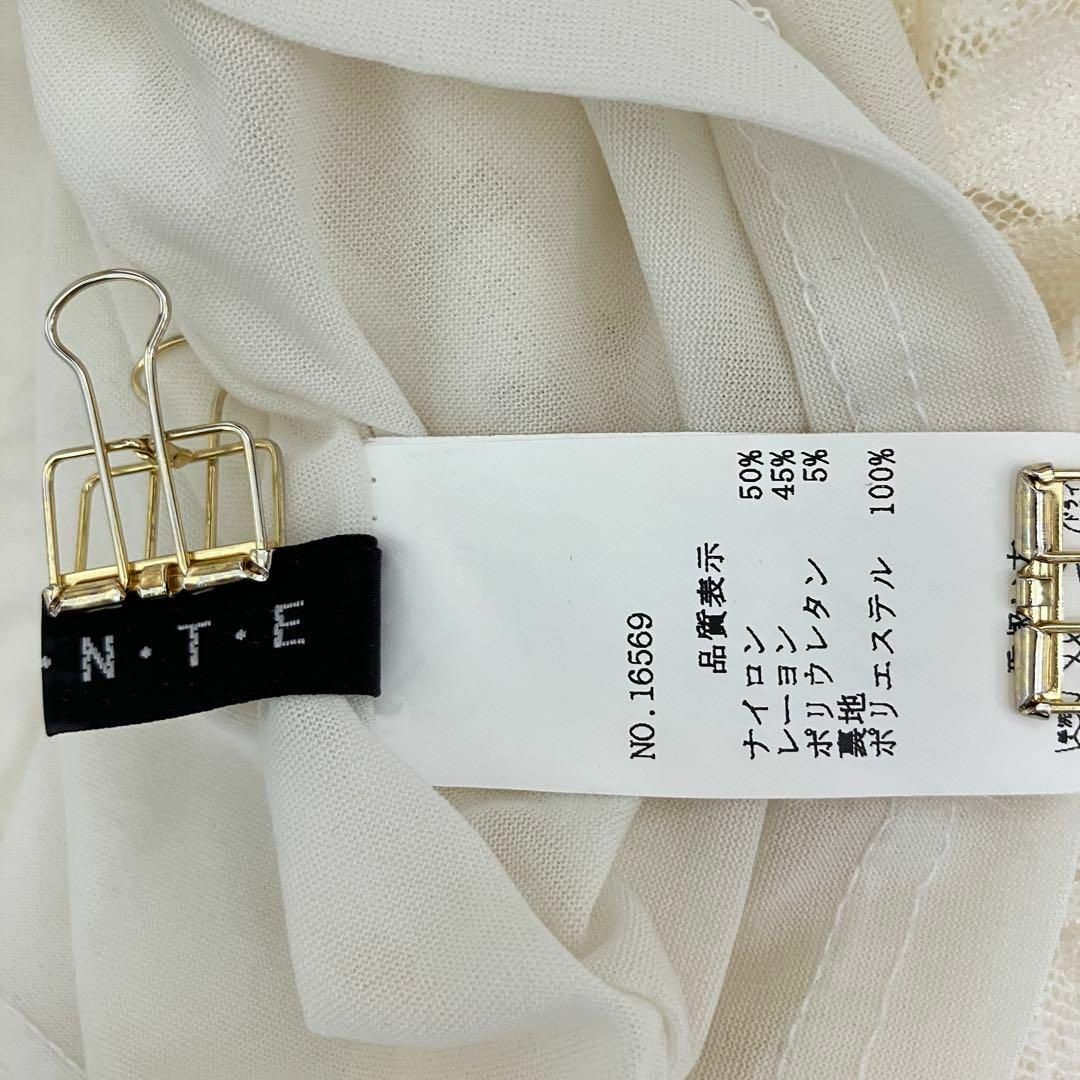 · N · T · E
NO.16569
品質表示
ナイロン 50%
レーヨン 45%
ポリウレタン 5%
裏地
ポリエステル 100%